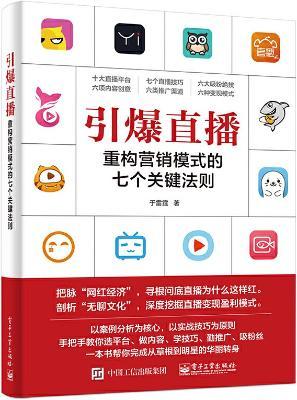 十大直播平台 七个直播技巧 六大吸粉绝技
六项内容创意 六类推广渠道 六种变现模式
引爆直播
重构营销模式的
七个关键法则
于雷霆 著
把脉“网红经济”，寻根问底直播为什么这样红。
剖析“无聊文化”，深度挖掘直播变现盈利模式。
以案例分析为核心，以实战技巧为原则
手把手教你选平台、做内容、学技巧、勤推广、吸粉丝
一本书帮你完成从草根到明星的华丽转身
中国工信出版集团 电子工业出版社
引爆直播
重构营销模式的七个关键法则